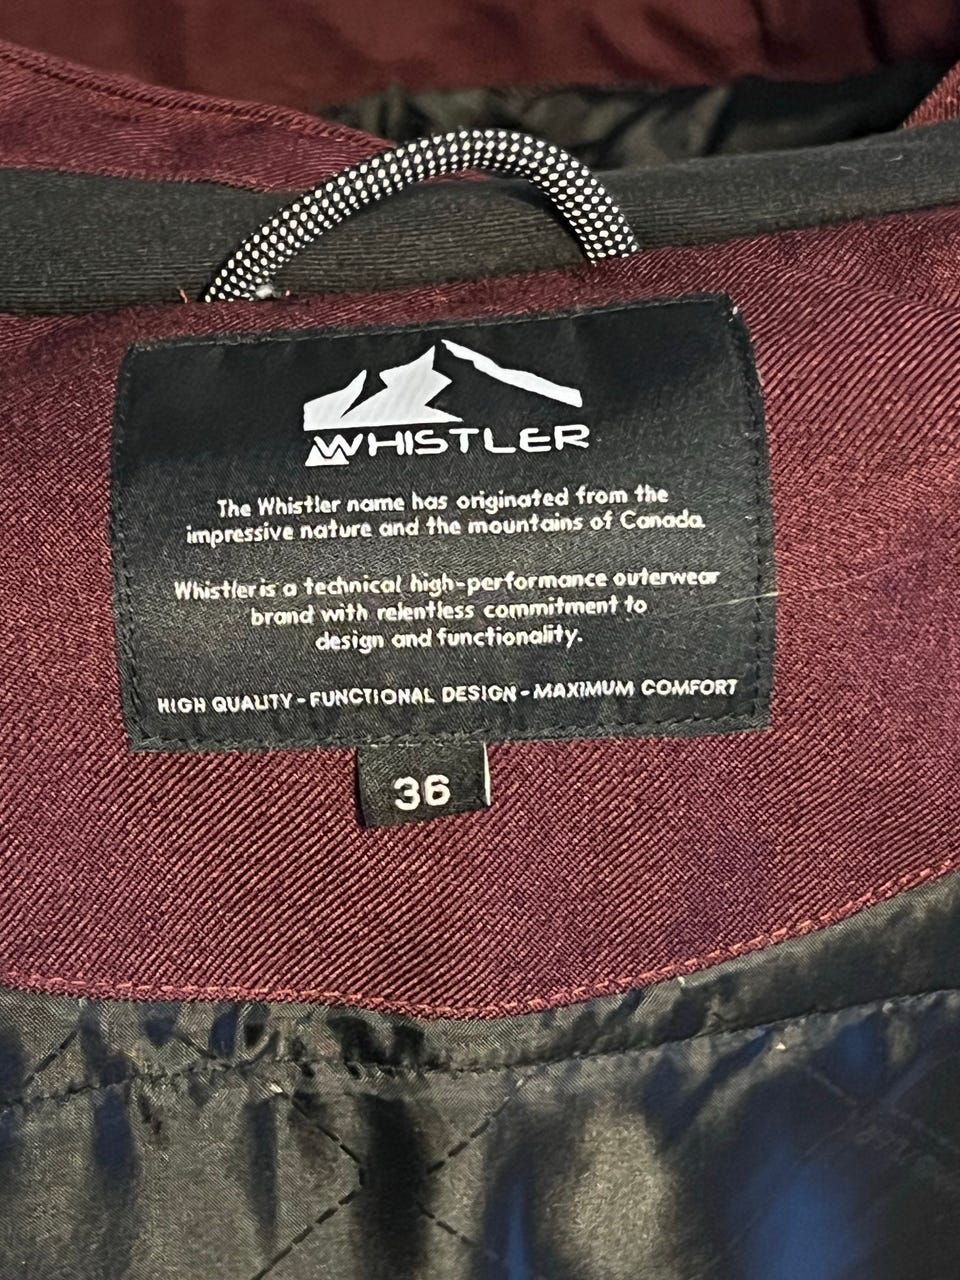 WHISTLER
The Whistler name has originated from the
impressive nature and the mountains of Canada.
Whistler is a technical high-performance outerwear
brand with relentless commitment to
design and functionality.
HIGH QUALITY - FUNCTIONAL DESIGN - MAXIMUM COMFORT
36